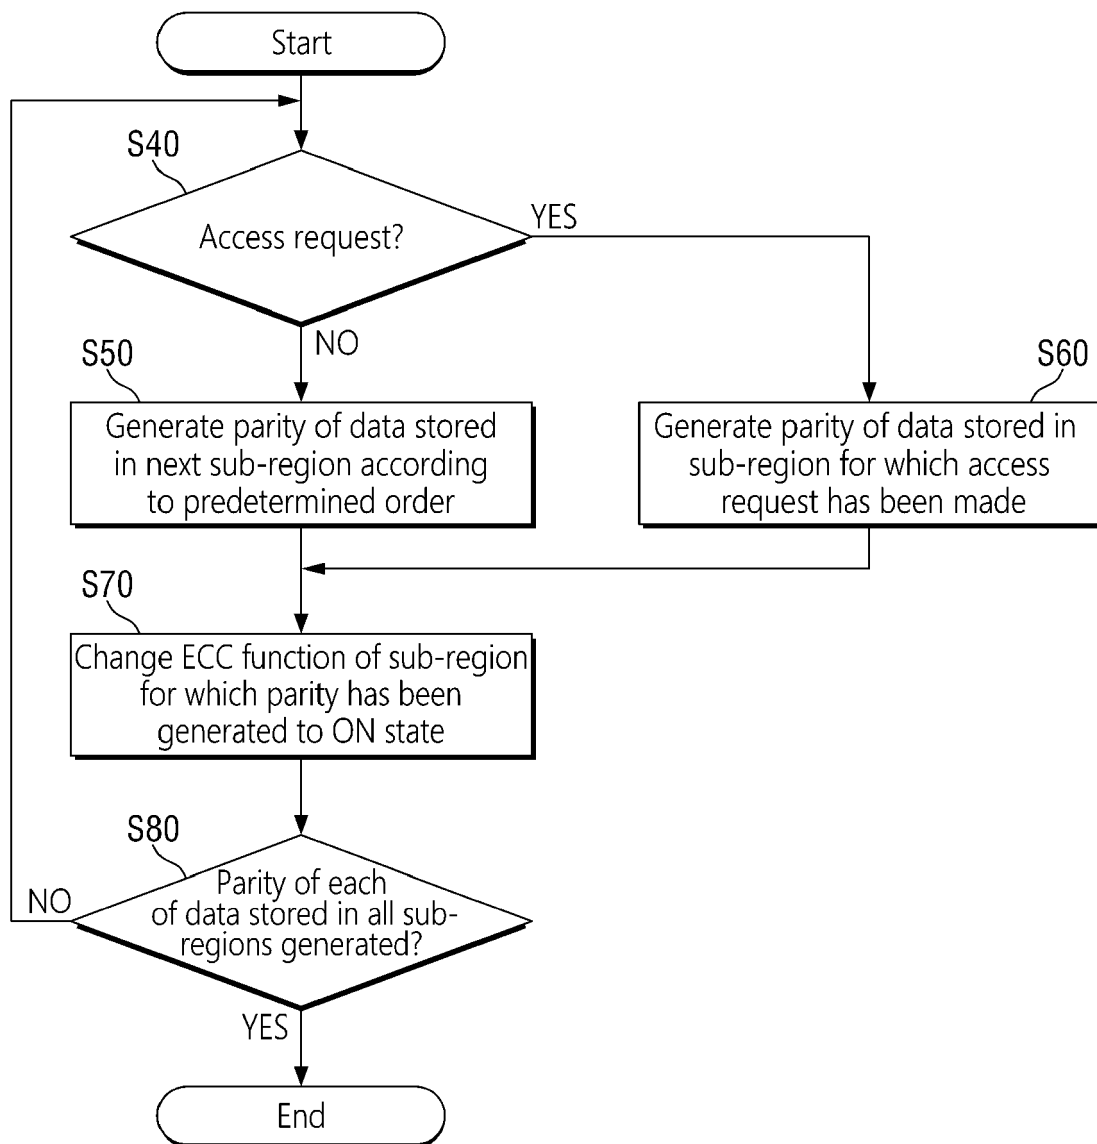 Start
S40
Access request?
YES
NO
S50
Generate parity of data stored
in next sub-region according
to predetermined order
S60
Generate parity of data stored in
sub-region for which access
request has been made
S70
Change ECC function of sub-region
for which parity has been
generated to ON state
S80
Parity of each
of data stored in all sub-
regions generated?
NO
YES
End